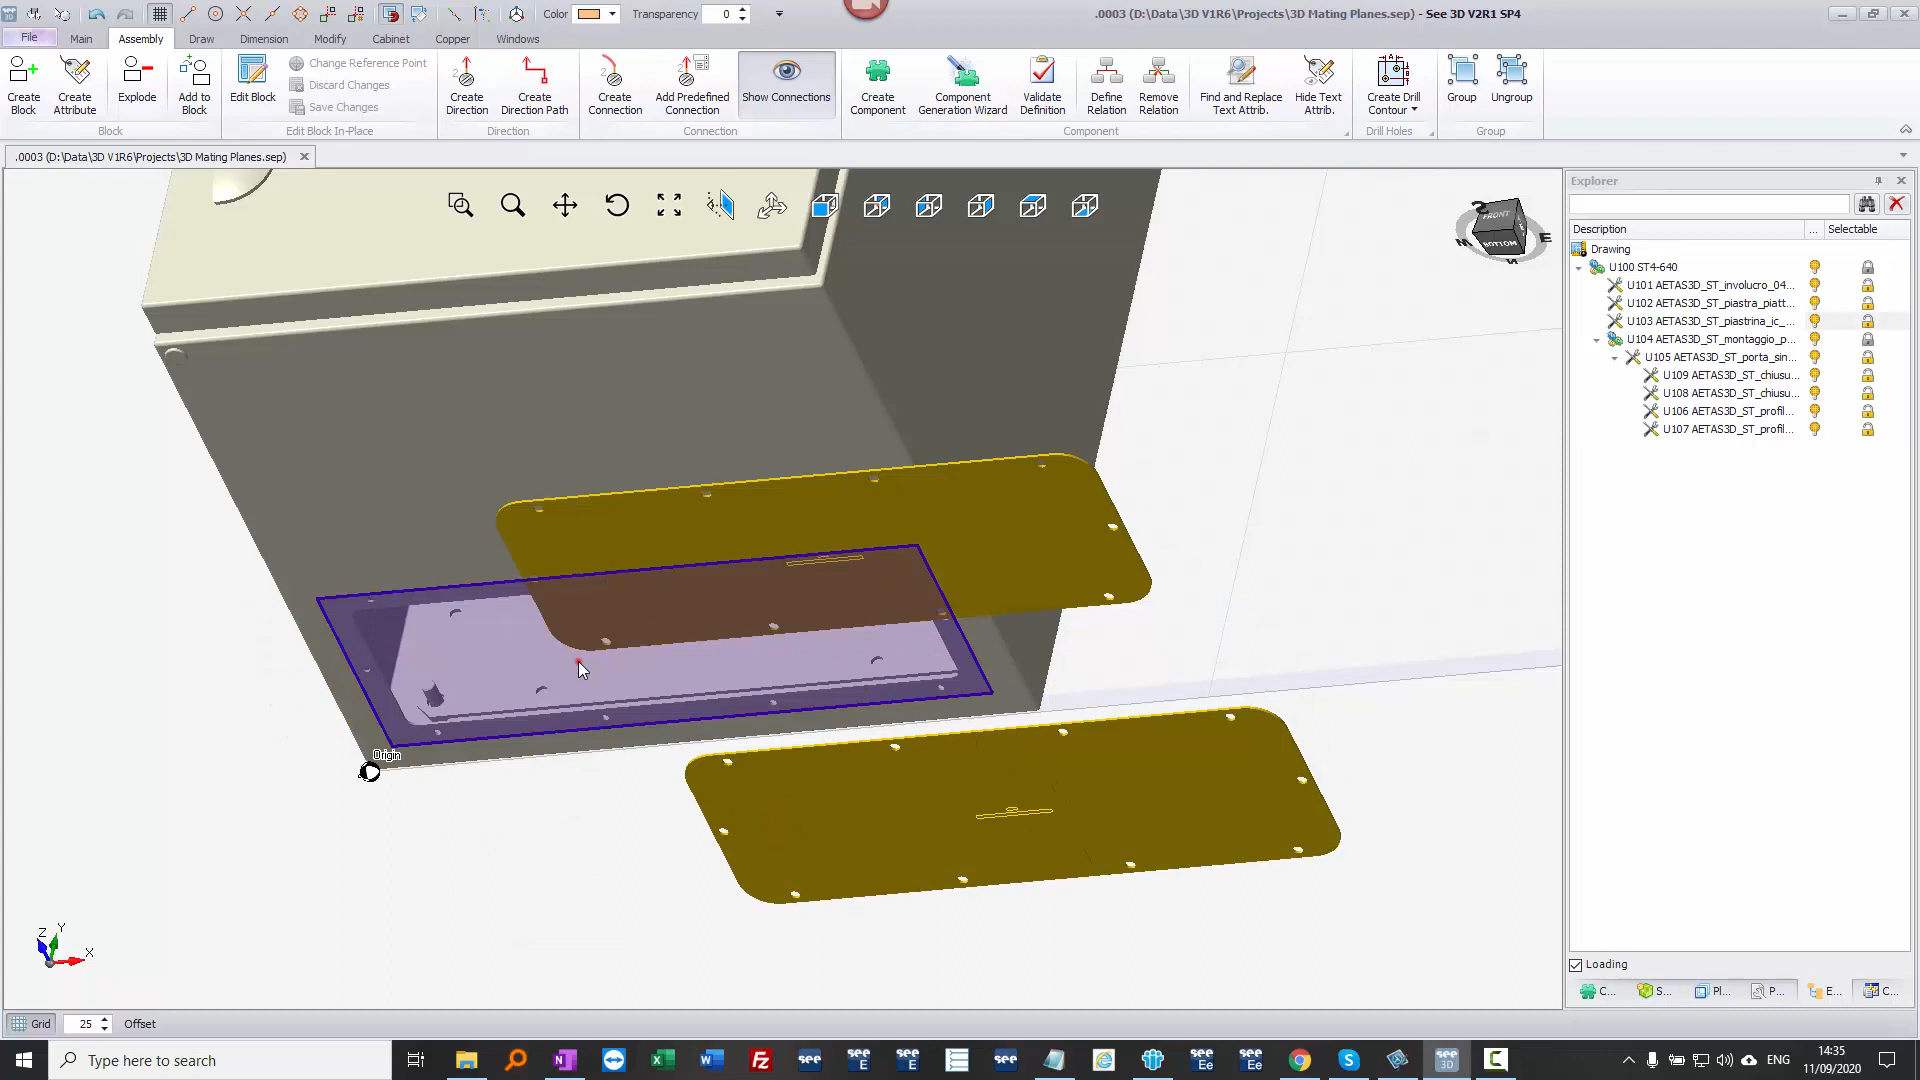 Color
Transparency 0
.0003 (D:\Data\3D V1R6\Projects\3D Mating Planes.sep) - See 3D V2R1 SP4
File Main Assembly Draw Dimension Modify Cabinet Copper Windows
Create Block
Create Attribute
Explode
Add to Block
Block
Edit Block
Change Reference Point
Discard Changes
Save Changes
Edit Block In-Place
Create Direction
Create Direction Path
Direction
Create Connection
Add Predefined Connection
Show Connections
Connection
Create Component
Component Generation Wizard
Validate Definition
Define Relation
Remove Relation
Find and Replace Text Attrib.
Hide Text Attrib.
Component
Create Drill Contour
Drill Holes
Group
Ungroup
Group
.0003 (D:\Data\3D V1R6\Projects\3D Mating Planes.sep)
FRONT
BOTTOM
Origin
Z
Y
X
Explorer
Description ... Selectable
Drawing
U100 ST4-640
U101 AETAS3D_ST_involucro_04...
U102 AETAS3D_ST_piastra_piatt...
U103 AETAS3D_ST_piastrina_ic_...
U104 AETAS3D_ST_montaggio_p...
U105 AETAS3D_ST_porta_sin...
U109 AETAS3D_ST_chiusu...
U108 AETAS3D_ST_chiusu...
U106 AETAS3D_ST_profil...
U107 AETAS3D_ST_profil...
Loading
C... S... Pl... P... E... C...
Grid 25 Offset
Type here to search
ENG
14:35
11/09/2020